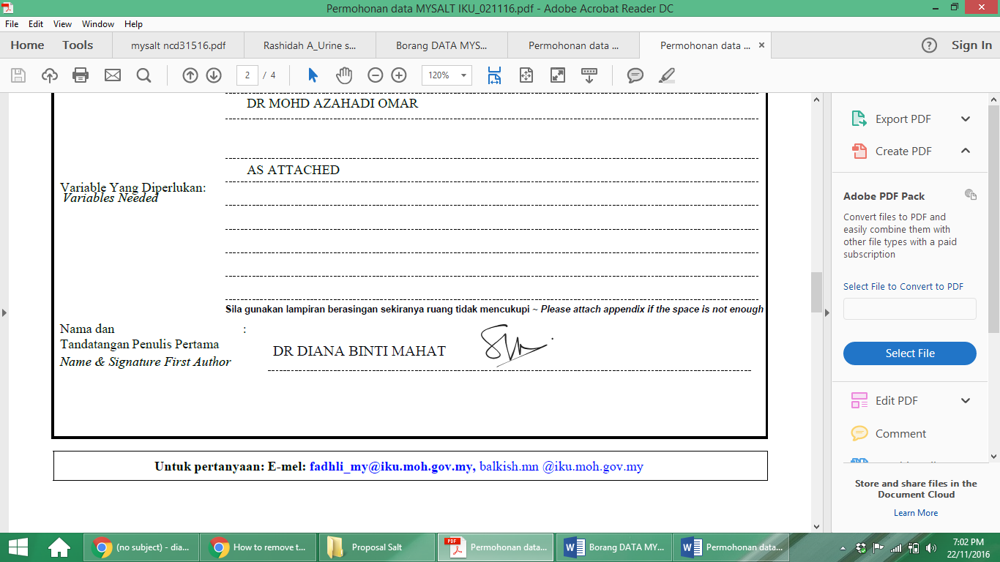 Permohonan data MYSALT IKU_021116.pdf - Adobe Acrobat Reader DC
File Edit View Window Help
Home Tools mysalt ncd31516.pdf Rashidah A_Urine s... Borang DATA MYS... Permohonan data ... Permohonan data ... × Sign In
2 / 4 120%
DR MOHD AZAHADI OMAR
AS ATTACHED
Variable Yang Diperlukan:
Variables Needed
Sila gunakan lampiran berasingan sekiranya ruang tidak mencukupi ~ Please attach appendix if the space is not enough
Nama dan :
Tandatangan Penulis Pertama
DR DIANA BINTI MAHAT
Name & Signature First Author
Untuk pertanyaan: E-mel: fadhli_my@iku.moh.gov.my, balkish.mn @iku.moh.gov.my
Export PDF
Create PDF
Adobe PDF Pack
Convert files to PDF and
easily combine them with
other file types with a paid
subscription
Select File to Convert to PDF
Select File
Edit PDF
Comment
Store and share files in the
Document Cloud
Learn More
(no subject) - dia... How to remove t... Proposal Salt Permohonan data... Borang DATA MY... Permohonan data...
7:02 PM
22/11/2016